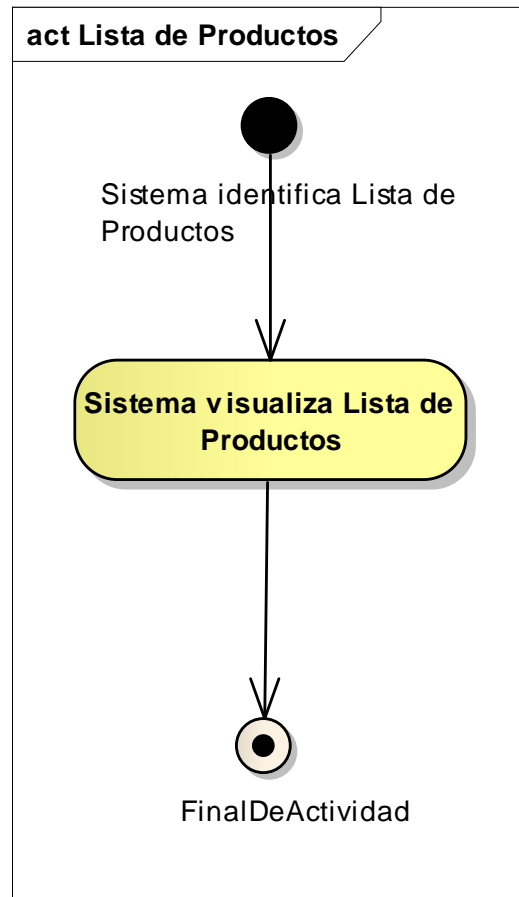 act Lista de Productos
Sistema identifica Lista de
Productos
Sistema visualiza Lista de
Productos
FinalDeActividad